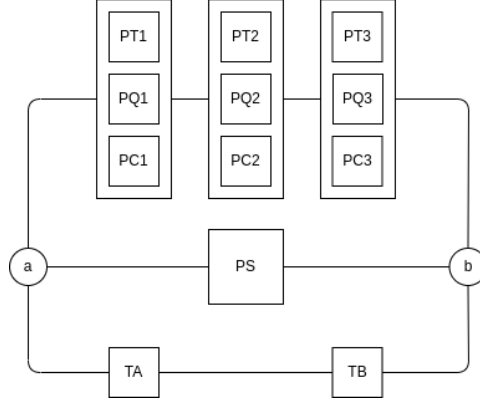 PT1 PT2 PT3
PQ1 PQ2 PQ3
PC1 PC2 PC3
a PS b
TA TB